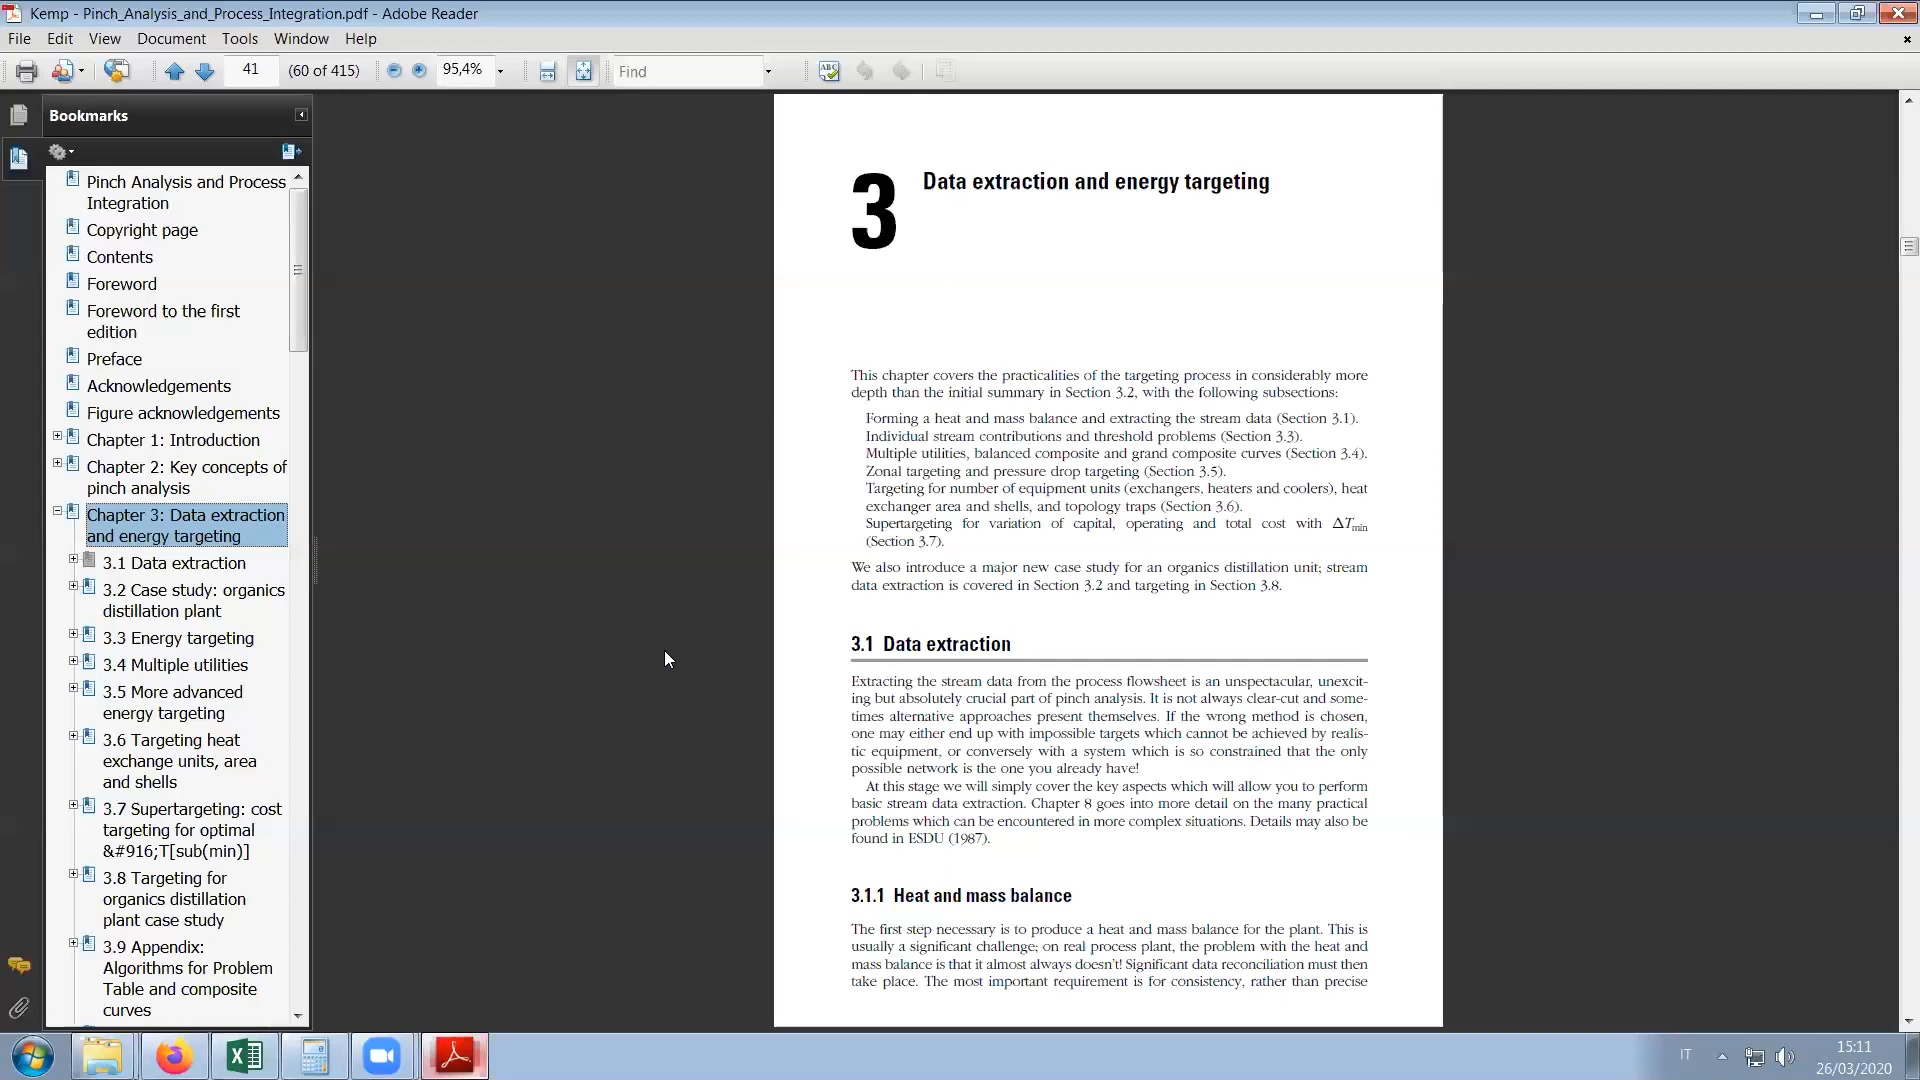 Kemp - Pinch_Analysis_and_Process_Integration.pdf - Adobe Reader
File Edit View Document Tools Window Help
41 (60 of 415) 95,4% Find
Bookmarks
Pinch Analysis and Process
Integration
Copyright page
Contents
Foreword
Foreword to the first
edition
Preface
Acknowledgements
Figure acknowledgements
Chapter 1: Introduction
Chapter 2: Key concepts of
pinch analysis
Chapter 3: Data extraction
and energy targeting
3.1 Data extraction
3.2 Case study: organics
distillation plant
3.3 Energy targeting
3.4 Multiple utilities
3.5 More advanced
energy targeting
3.6 Targeting heat
exchange units, area
and shells
3.7 Supertargeting: cost
targeting for optimal
&#916;T[sub(min)]
3.8 Targeting for
organics distillation
plant case study
3.9 Appendix:
Algorithms for Problem
Table and composite
curves
3 Data extraction and energy targeting
This chapter covers the practicalities of the targeting process in considerably more
depth than the initial summary in Section 3.2, with the following subsections:
Forming a heat and mass balance and extracting the stream data (Section 3.1).
Individual stream contributions and threshold problems (Section 3.3).
Multiple utilities, balanced composite and grand composite curves (Section 3.4).
Zonal targeting and pressure drop targeting (Section 3.5).
Targeting for number of equipment units (exchangers, heaters and coolers), heat
exchanger area and shells, and topology traps (Section 3.6).
Supertargeting for variation of capital, operating and total cost with ΔTmin
(Section 3.7).
We also introduce a major new case study for an organics distillation unit; stream
data extraction is covered in Section 3.2 and targeting in Section 3.8.
3.1 Data extraction
Extracting the stream data from the process flowsheet is an unspectacular, unexcit-
ing but absolutely crucial part of pinch analysis. It is not always clear-cut and some-
times alternative approaches present themselves. If the wrong method is chosen,
one may either end up with impossible targets which cannot be achieved by realis-
tic equipment, or conversely with a system which is so constrained that the only
possible network is the one you already have!
At this stage we will simply cover the key aspects which will allow you to perform
basic stream data extraction. Chapter 8 goes into more detail on the many practical
problems which can be encountered in more complex situations. Details may also be
found in ESDU (1987).
3.1.1 Heat and mass balance
The first step necessary is to produce a heat and mass balance for the plant. This is
usually a significant challenge; on real process plant, the problem with the heat and
mass balance is that it almost always doesn't! Significant data reconciliation must then
take place. The most important requirement is for consistency, rather than precise
IT
15:11
26/03/2020